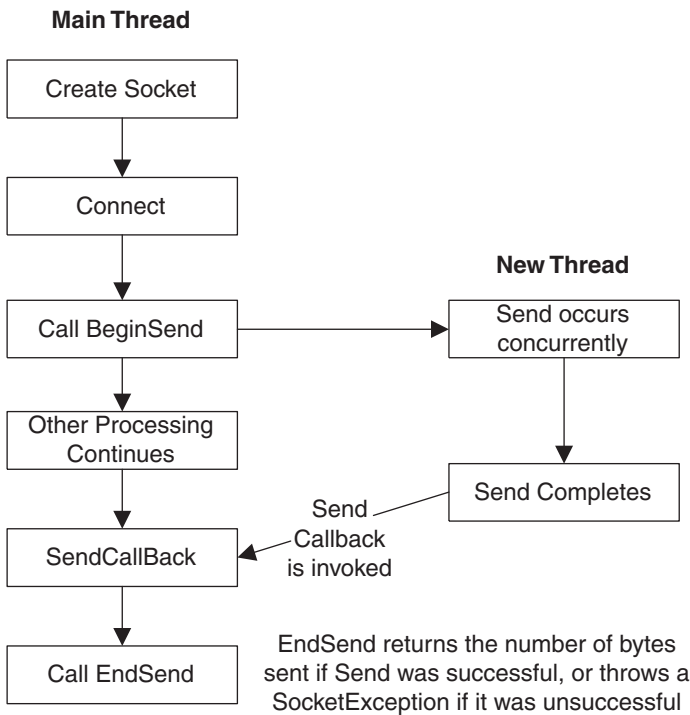 Main Thread
Create Socket
Connect
New Thread
Call BeginSend
Send occurs
concurrently
Other Processing
Continues
Send Completes
Send
Callback
is invoked
SendCallBack
Call EndSend
EndSend returns the number of bytes
sent if Send was successful, or throws a
SocketException if it was unsuccessful